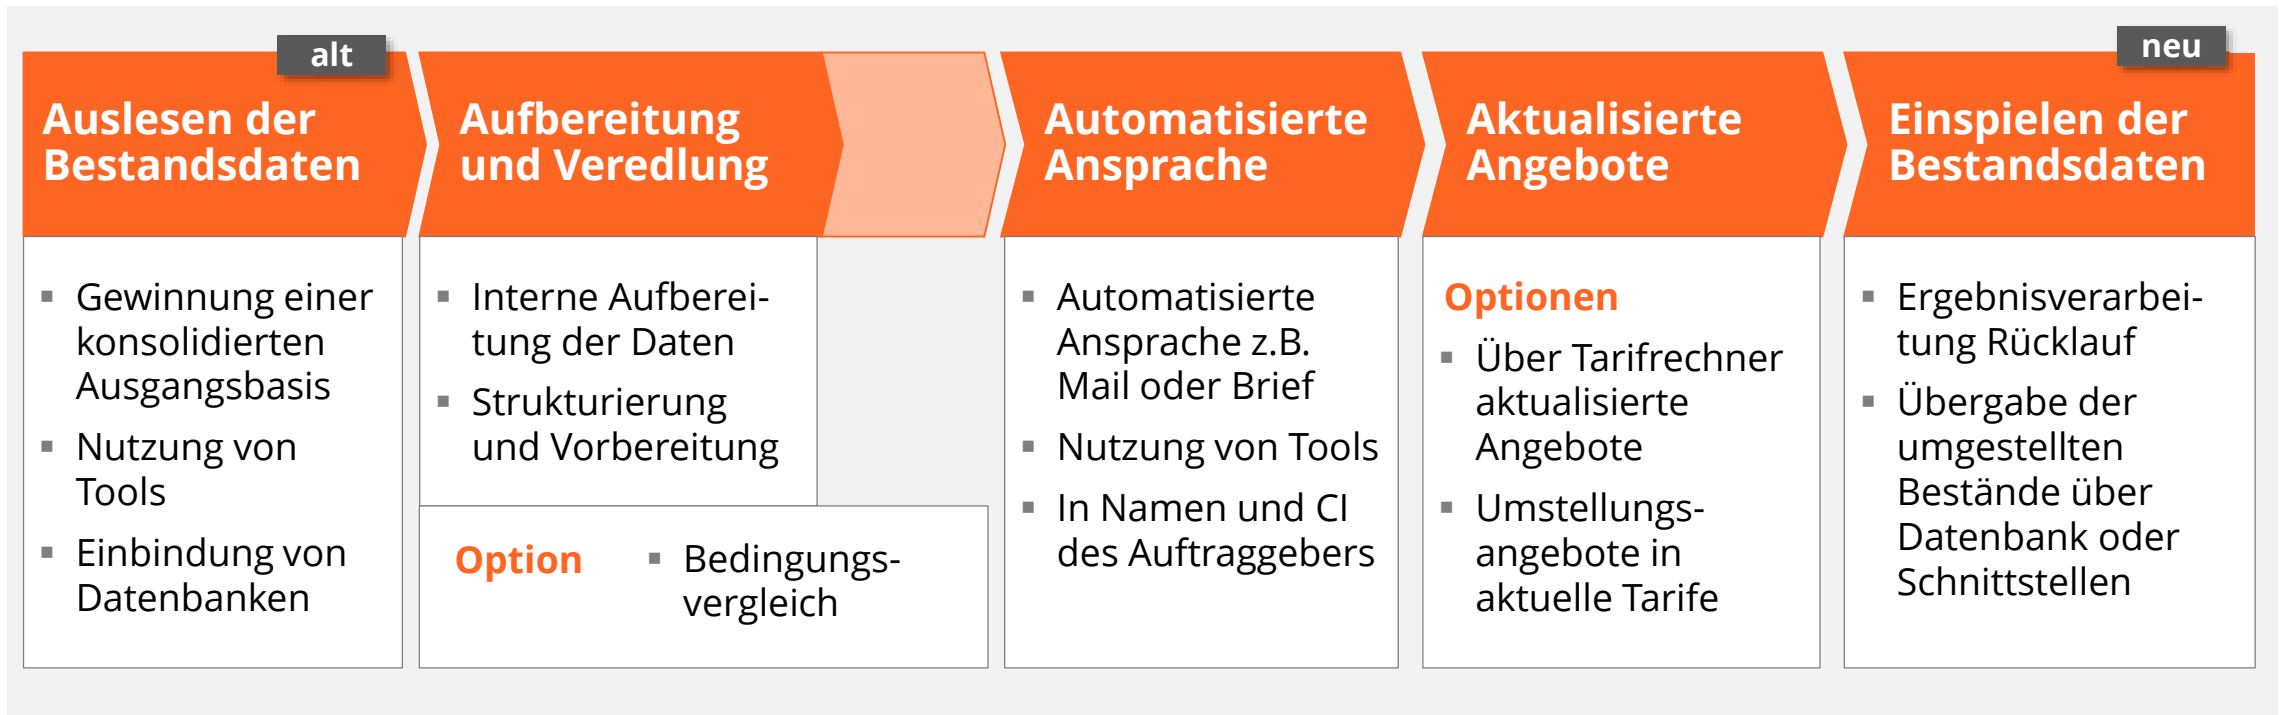 alt
neu
Auslesen der
Bestandsdaten
Aufbereitung
und Veredlung
Automatisierte
Ansprache
Aktualisierte
Angebote
Einspielen der
Bestandsdaten
▪ Gewinnung einer
konsolidierten
Ausgangsbasis
▪ Nutzung von
Tools
▪ Einbindung von
Datenbanken
▪ Interne Aufberei-
tung der Daten
▪ Strukturierung
und Vorbereitung
Option
▪ Bedingungs-
vergleich
▪ Automatisierte
Ansprache z.B.
Mail oder Brief
▪ Nutzung von Tools
▪ In Namen und CI
des Auftraggebers
Optionen
▪ Über Tarifrechner
aktualisierte
Angebote
▪ Umstellungs-
angebote in
aktuelle Tarife
▪ Ergebnisverarbei-
tung Rücklauf
▪ Übergabe der
umgestellten
Bestände über
Datenbank oder
Schnittstellen